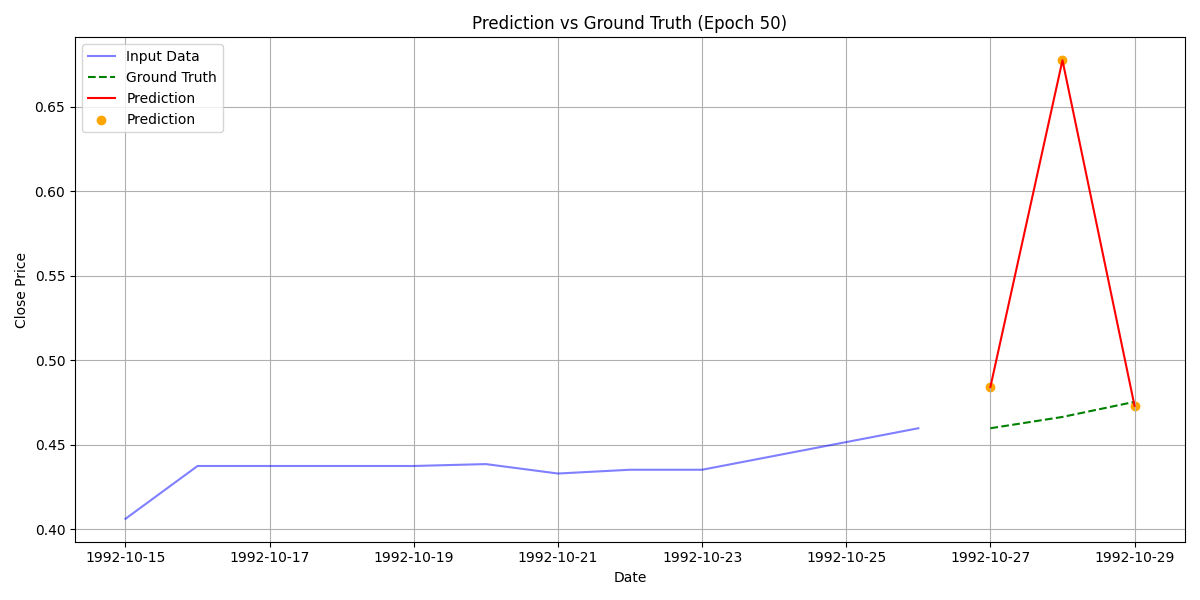 Prediction vs Ground Truth (Epoch 50)
Input Data
Ground Truth
Prediction
Prediction
Close Price
0.65
0.60
0.55
0.50
0.45
0.40
1992-10-15
1992-10-17
1992-10-19
1992-10-21
1992-10-23
1992-10-25
1992-10-27
1992-10-29
Date